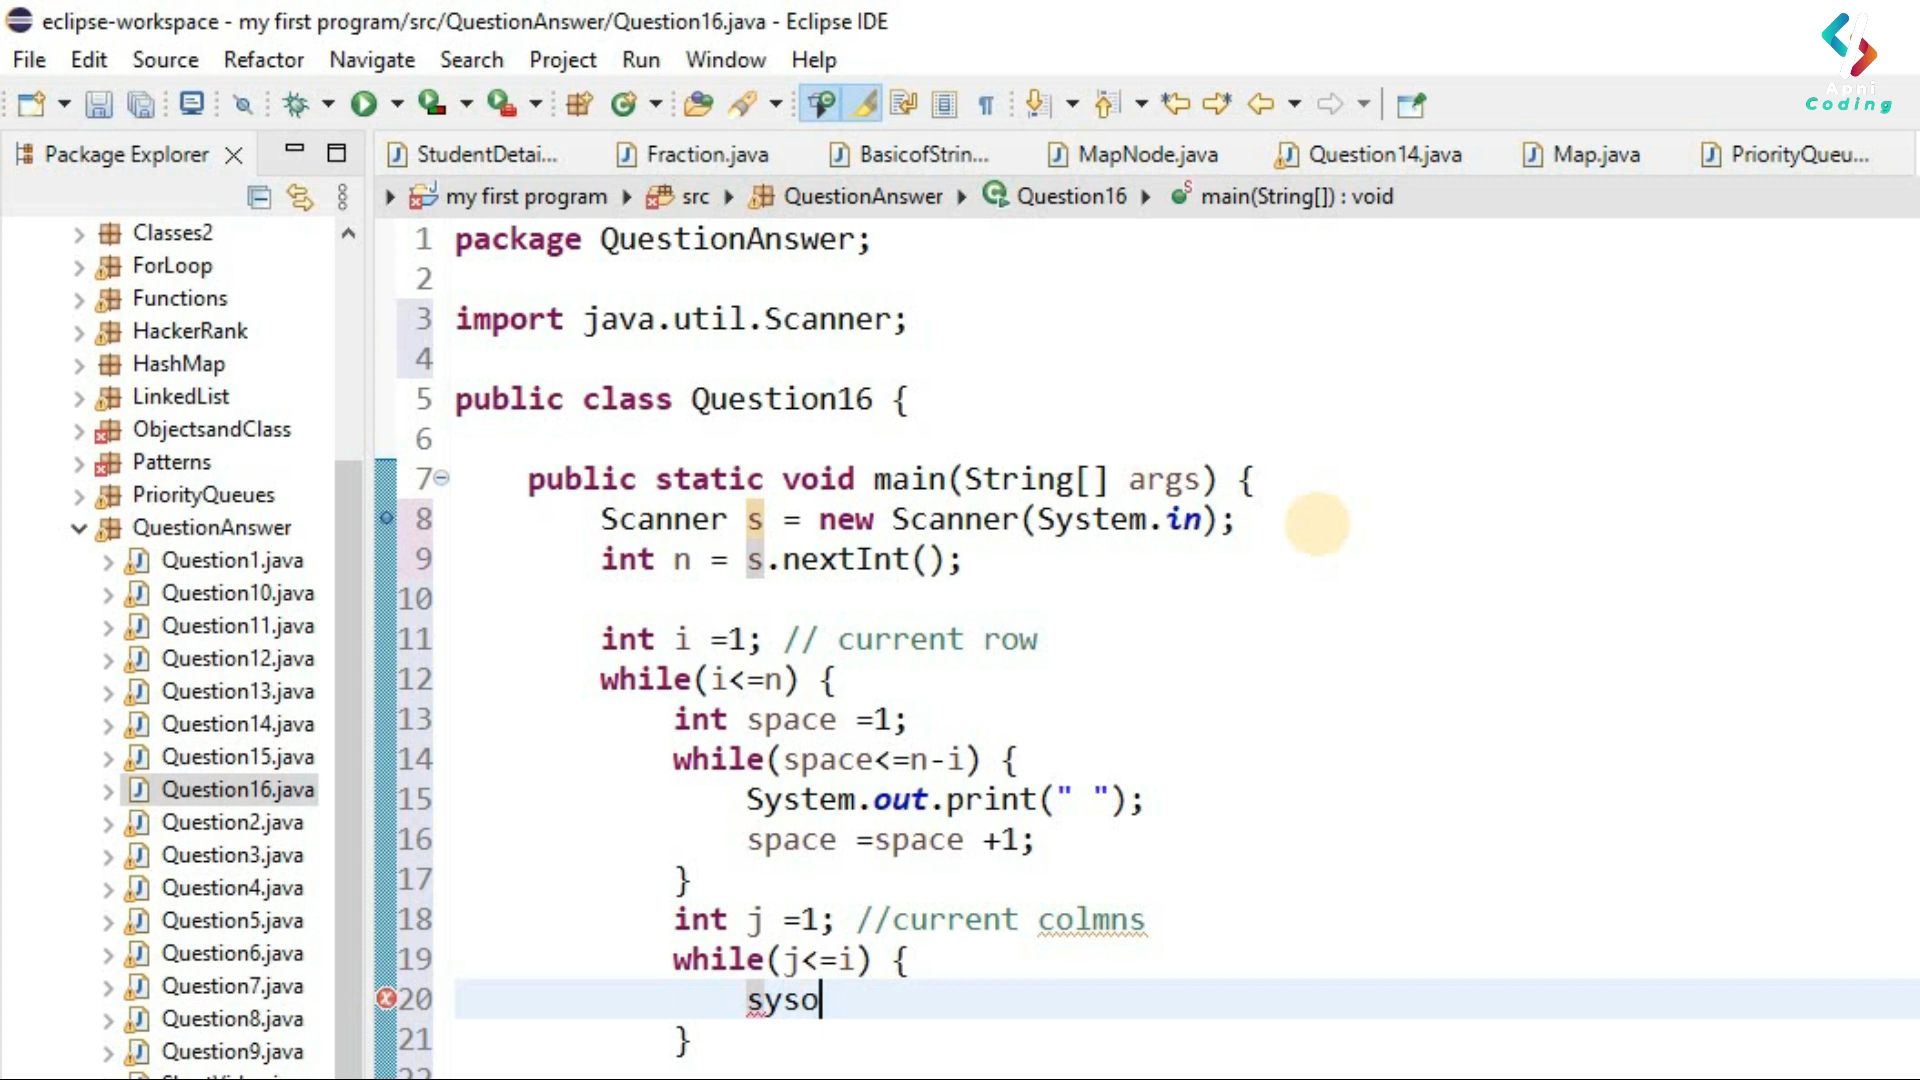 eclipse-workspace - my first program/src/QuestionAnswer/Question16.java - Eclipse IDE
File Edit Source Refactor Navigate Search Project Run Window Help
Apni
Coding
Package Explorer
StudentDetai... Fraction.java BasicofStrin... MapNode.java Question14.java Map.java PriorityQueu...
my first program src QuestionAnswer Question16 main(String[]) : void
Classes2
ForLoop
Functions
HackerRank
HashMap
LinkedList
ObjectsandClass
Patterns
PriorityQueues
QuestionAnswer
Question1.java
Question10.java
Question11.java
Question12.java
Question13.java
Question14.java
Question15.java
Question16.java
Question2.java
Question3.java
Question4.java
Question5.java
Question6.java
Question7.java
Question8.java
Question9.java
1 package QuestionAnswer;
2
3 import java.util.Scanner;
4
5 public class Question16 {
6
7 public static void main(String[] args) {
8 Scanner s = new Scanner(System.in);
9 int n = s.nextInt();
10
11 int i =1; // current row
12 while(i<=n) {
13 int space =1;
14 while(space<=n-i) {
15 System.out.print(" ");
16 space =space +1;
17 }
18 int j =1; //current colmns
19 while(j<=i) {
20 syso
21 }